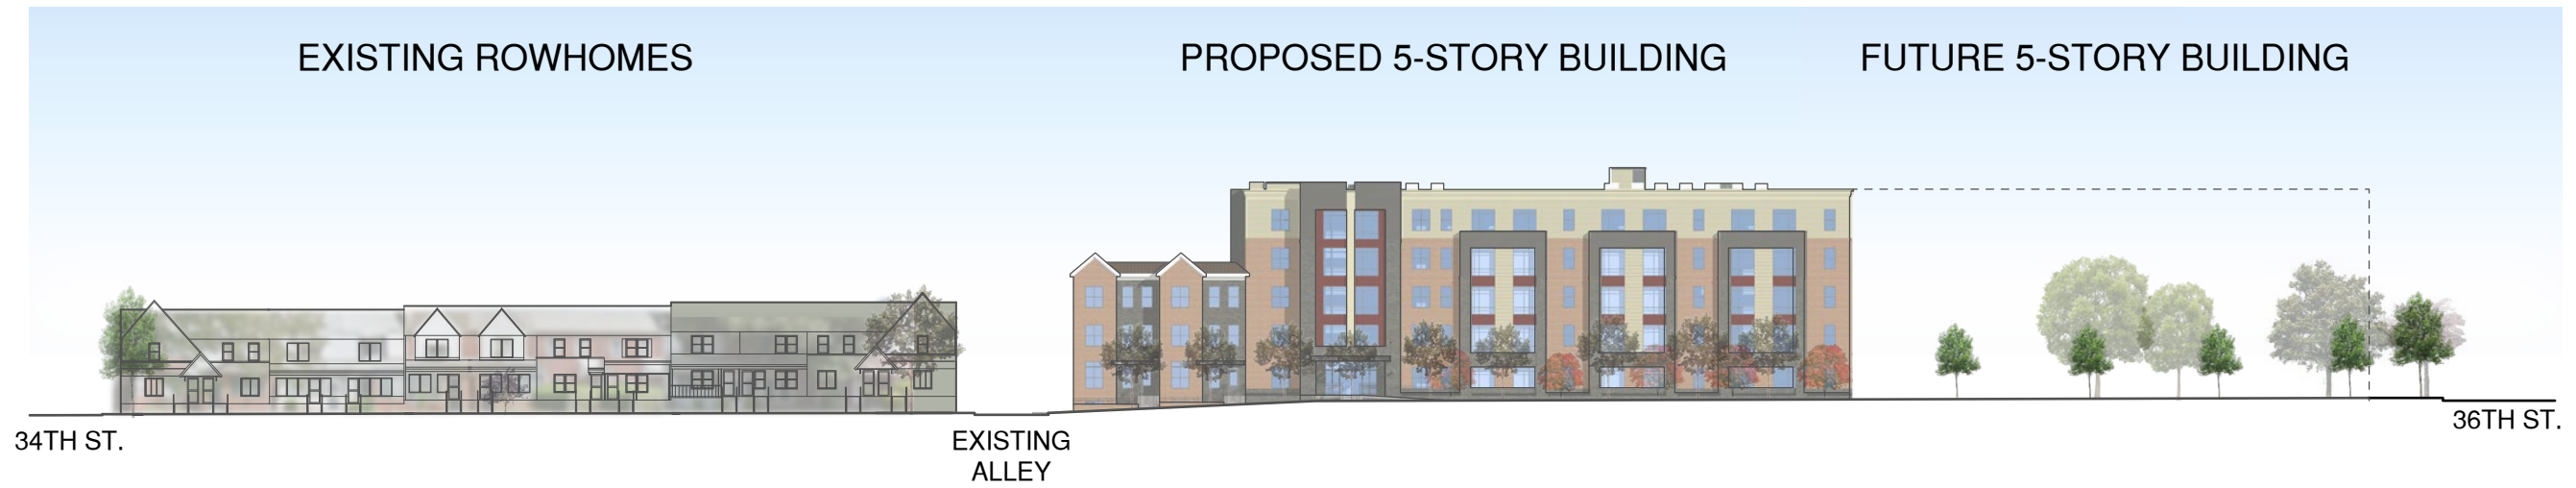 EXISTING ROWHOMES
PROPOSED 5-STORY BUILDING
FUTURE 5-STORY BUILDING
34TH ST.
EXISTING
ALLEY
36TH ST.